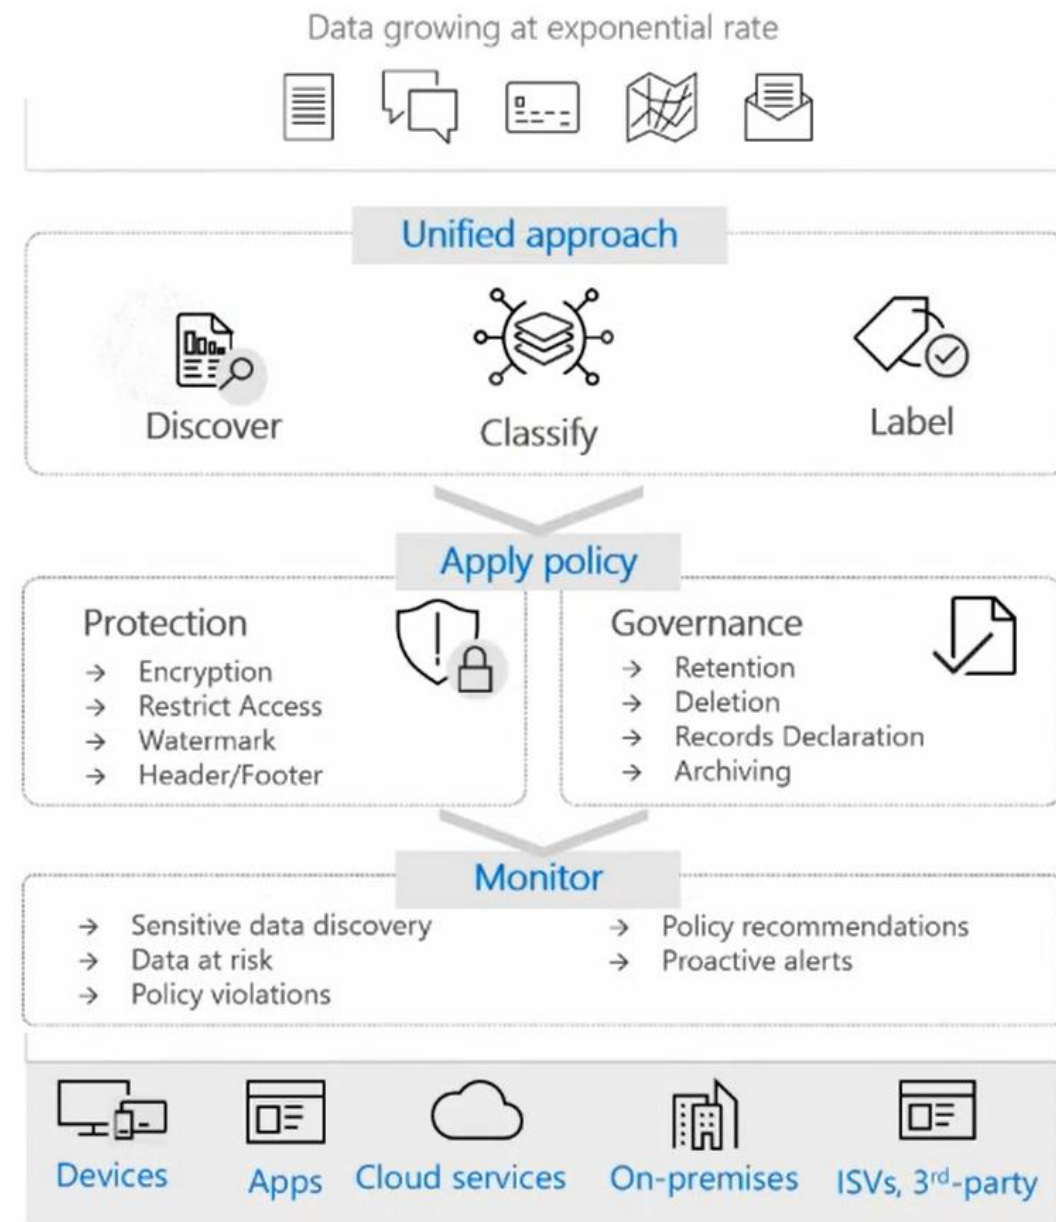 Data growing at exponential rate
Unified approach
Discover
Classify
Label
Apply policy
Protection
→ Encryption
→ Restrict Access
→ Watermark
→ Header/Footer
Governance
→ Retention
→ Deletion
→ Records Declaration
→ Archiving
Monitor
→ Sensitive data discovery
→ Data at risk
→ Policy violations
→ Policy recommendations
→ Proactive alerts
Devices
Apps
Cloud services
On-premises
ISVs, 3rd-party